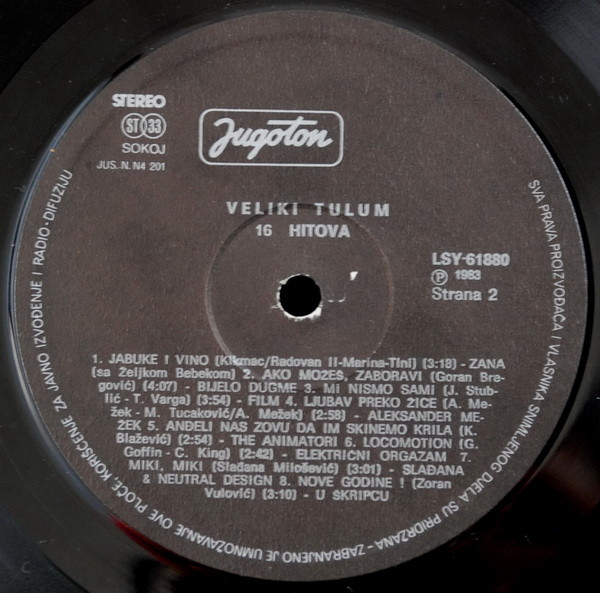 STEREO
ST 33
SOKOJ
JUS. N. N4 201
Jugoton
VELIKI TULUM
16 HITOVA
LSY-61880
Ⓟ 1983
Strana 2
1. JABUKE I VINO (Kikmac/Radovan II-Marina-Tini) (3:18) - ZANA
(sa Željkom Bebekom) 2. AKO MOŽEŠ, ZABORAVI (Goran Bre-
gović) (4:07) - BIJELO DUGME 3. MI NISMO SAMI (J. Stub-
lić - T. Varga) (3:54) - FILM 4. LJUBAV PREKO ŽICE (A. Me-
žek - M. Tucaković/A. Mežek) (2:58) - ALEKSANDER ME-
ŽEK 5. ANĐELI NAS ZOVU DA IM SKINEMO KRILA (K.
Blažević) (2:54) - THE ANIMATORI 6. LOCOMOTION (G.
Goffin - C. King) (2:42) - ELEKTRIČNI ORGAZAM 7.
MIKI, MIKI (Slađana Milošević) (3:01) - SLAĐANA
& NEUTRAL DESIGN 8. NOVE GODINE ! (Zoran
Vulović) (3:10) - U ŠKRIPCU
SVA PRAVA PROIZVOĐAČA I VLASNIKA SNIMLJENOG DJELA SU PRIDRŽANA - ZABRANJENO JE UMNOŽAVANJE OVE PLOČE, KORIŠĆENJE ZA JAVNO IZVOĐENJE I RADIO-DIFUZIJU